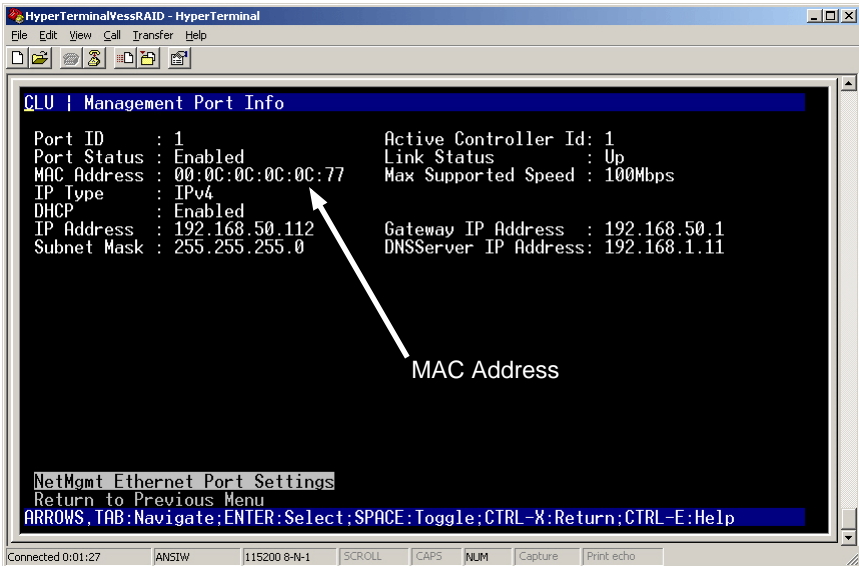 HyperTerminalVessRAID - HyperTerminal
File Edit View Call Transfer Help
CLU | Management Port Info
Port ID : 1 Active Controller Id: 1
Port Status : Enabled Link Status : Up
MAC Address : 00:0C:0C:0C:0C:77 Max Supported Speed : 100Mbps
IP Type : IPv4
DHCP : Enabled
IP Address : 192.168.50.112 Gateway IP Address : 192.168.50.1
Subnet Mask : 255.255.255.0 DNSServer IP Address: 192.168.1.11
MAC Address
NetMgmt Ethernet Port Settings
Return to Previous Menu
ARROWS,TAB:Navigate;ENTER:Select;SPACE:Toggle;CTRL-X:Return;CTRL-E:Help
Connected 0:01:27 ANSIW 115200 8-N-1 SCROLL CAPS NUM Capture Print echo